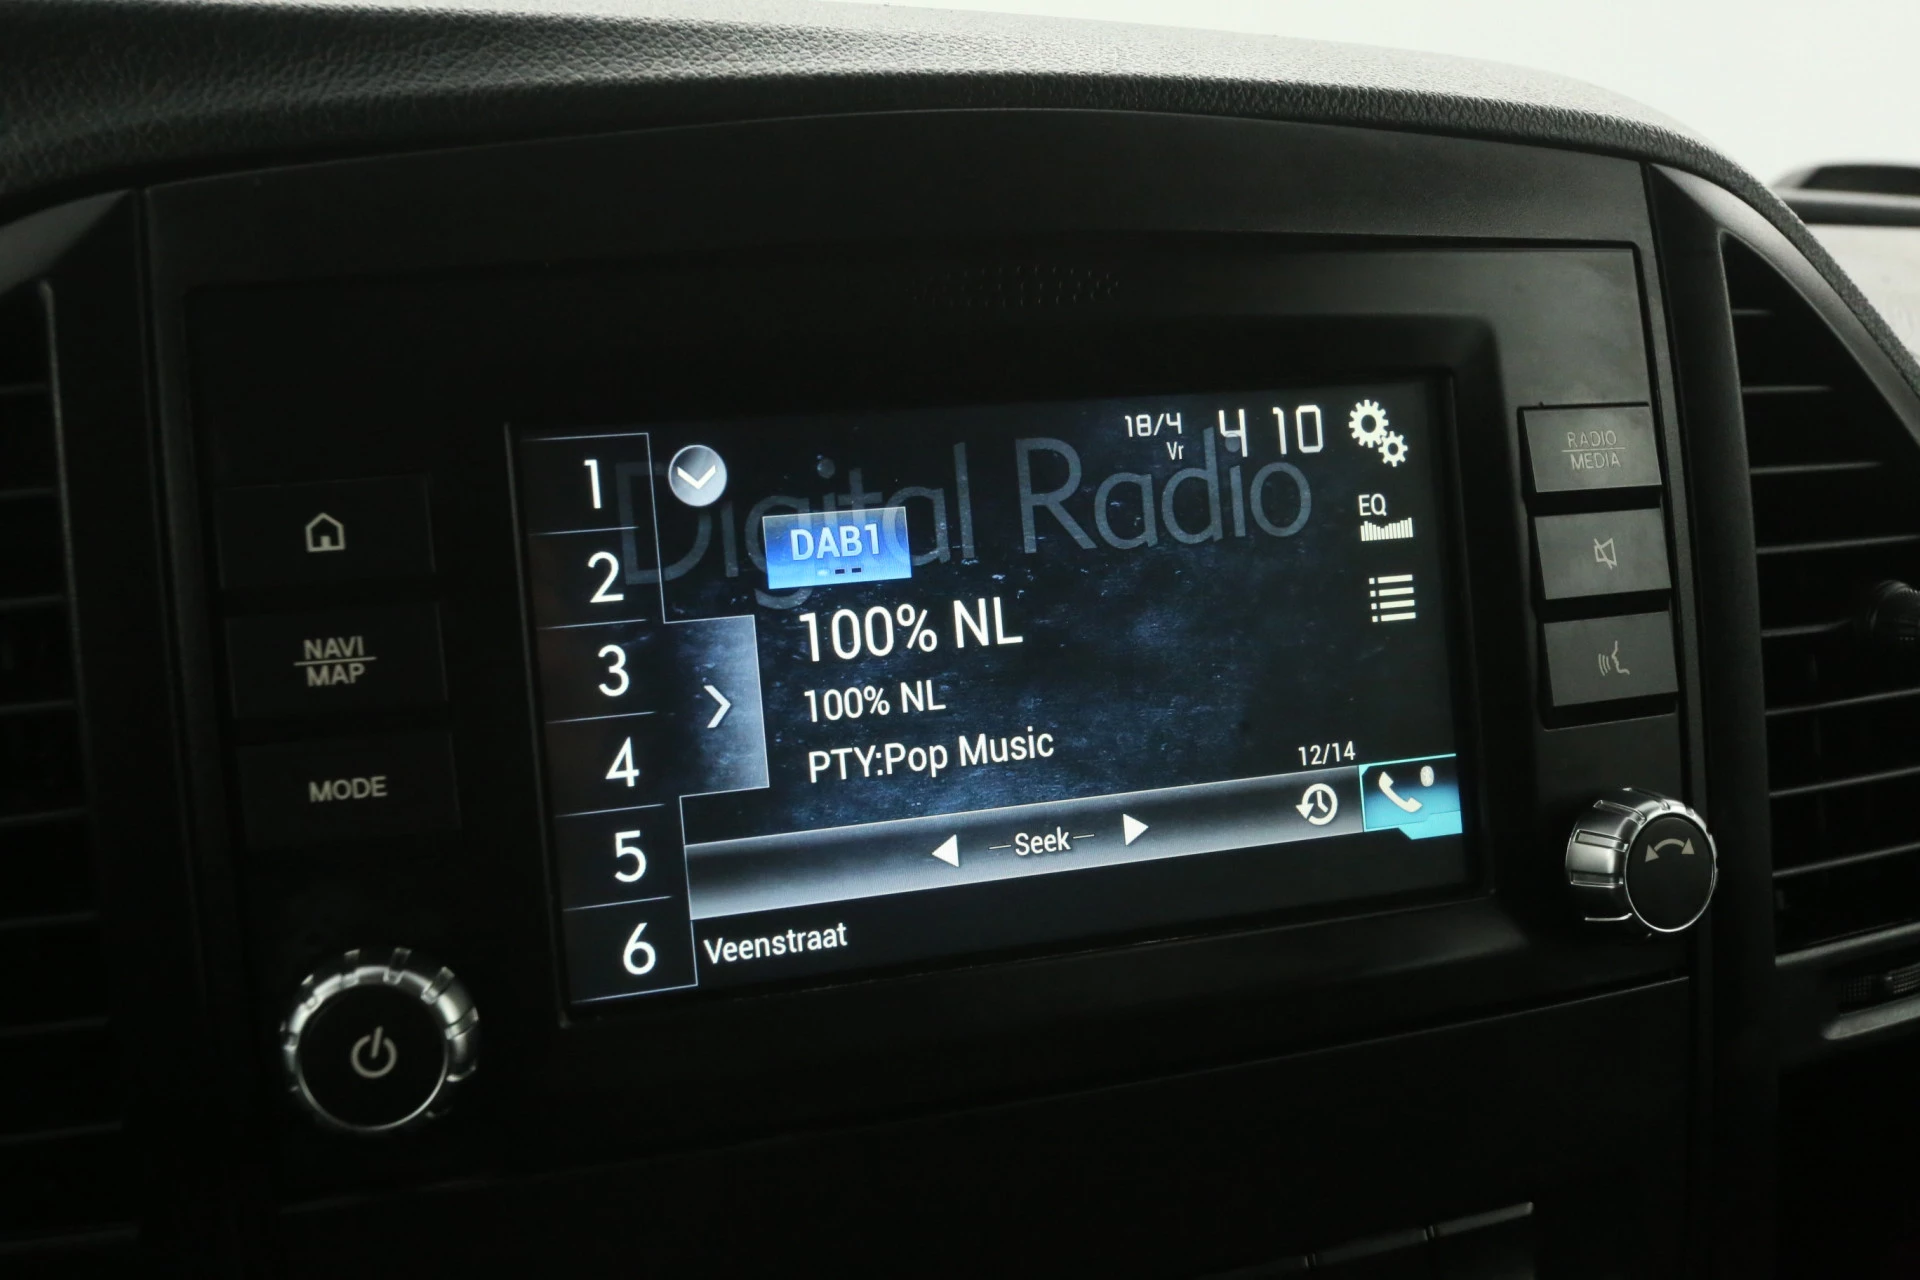 18/4 4 10
Vr
Digital Radio
EQ
DAB1
100% NL
100% NL
PTY:Pop Music
12/14
Seek
Veenstraat
1
2
3
4
5
6
NAVI
MAP
MODE
RADIO
MEDIA